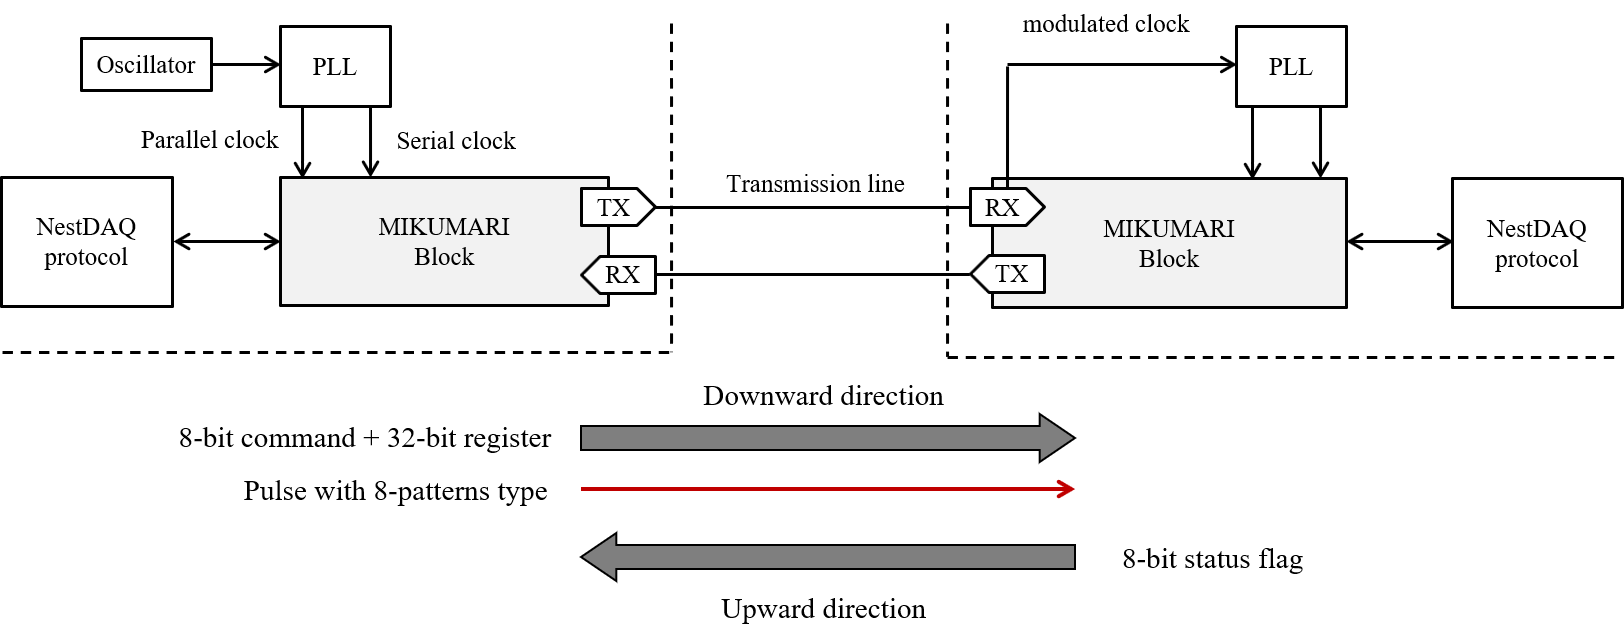 modulated clock
Oscillator
PLL
PLL
Parallel clock
Serial clock
Transmission line
NestDAQ
protocol
MIKUMARI
Block
TX
RX
RX
TX
MIKUMARI
Block
NestDAQ
protocol
Downward direction
8-bit command + 32-bit register
Pulse with 8-patterns type
8-bit status flag
Upward direction